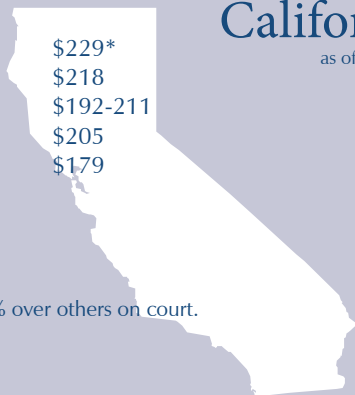 Califor
as of
$229*
$218
$192-211
$205
$179
% over others on court.